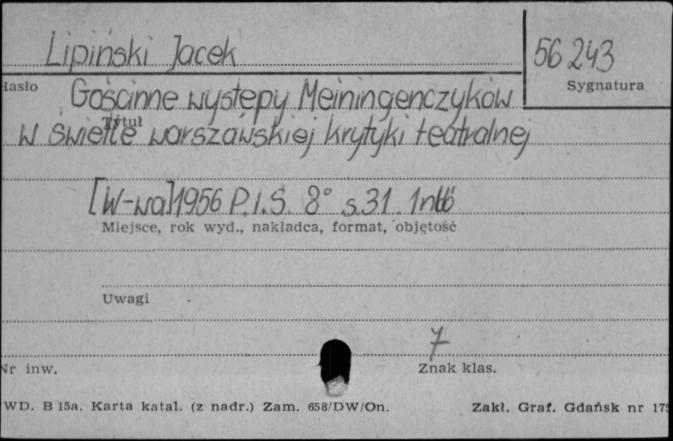 Lipiński Jacek
56243
Hasło
Sygnatura
Gościnne występy Meiningenczyków
Tytuł
w świetle warszawskiej krytyki teatralnej
[W-wa] 1956 P.I.S. 8° s.31. 1nlb
Miejsce, rok wyd., nakładca, format, objętość
Uwagi
7
Nr inw.
Znak klas.
WD. B 15a. Karta katal. (z nadr.) Zam. 658/DW/On.
Zakł. Graf. Gdańsk nr 175